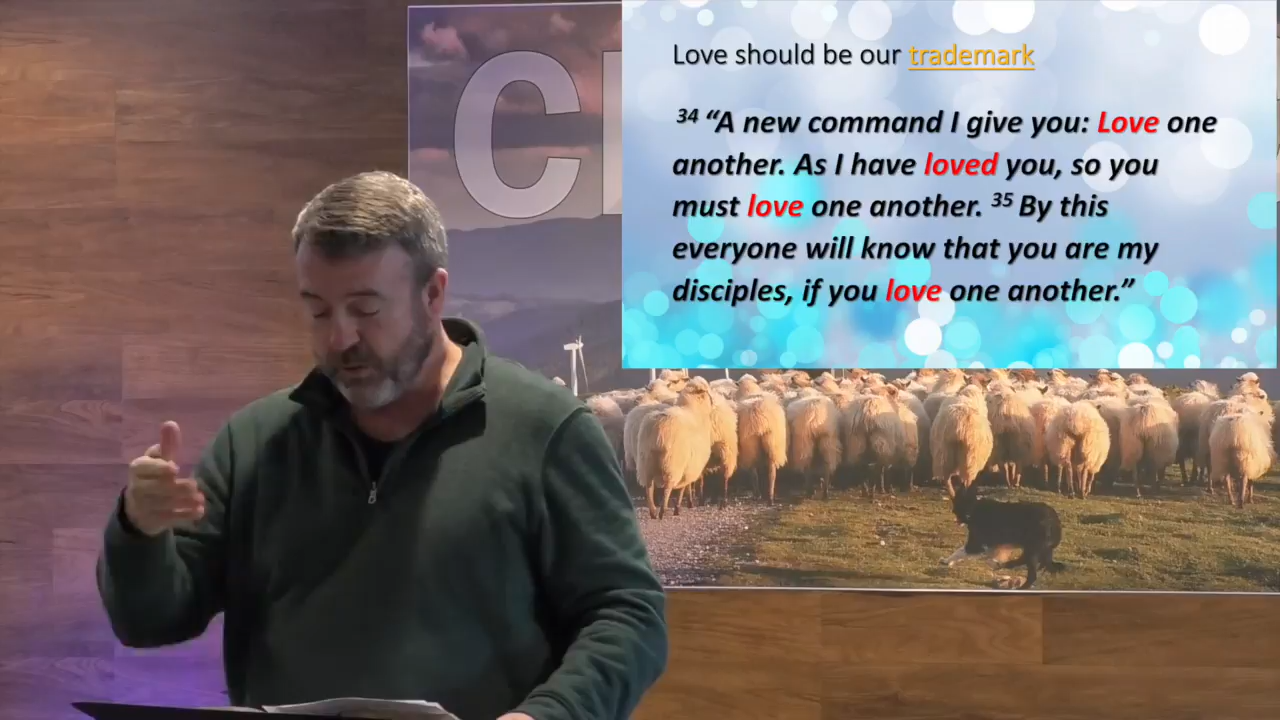 Love should be our trademark
34 “A new command I give you: Love one
another. As I have loved you, so you
must love one another. 35 By this
everyone will know that you are my
disciples, if you love one another.”